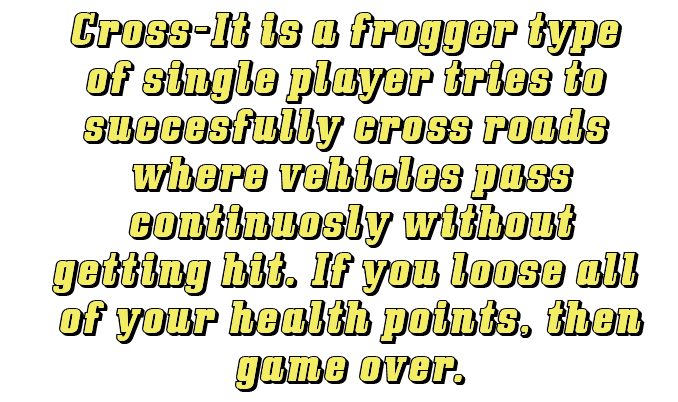 Cross-It is a frogger type
of single player tries to
succesfully cross roads
where vehicles pass
continuosly without
getting hit. If you loose all
of your health points, then
game over.